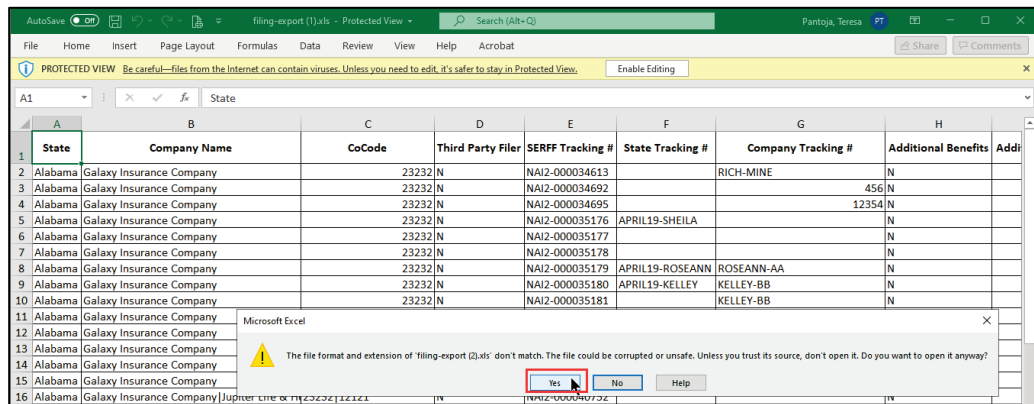 AutoSave Off filing-export (1).xls - Protected View Search (Alt+Q) Pantoja, Teresa PT
File Home Insert Page Layout Formulas Data Review View Help Acrobat Share Comments
PROTECTED VIEW Be careful—files from the Internet can contain viruses. Unless you need to edit, it's safer to stay in Protected View. Enable Editing
A1 fx State
A B C D E F G H
1 State Company Name CoCode Third Party Filer SERFF Tracking # State Tracking # Company Tracking # Additional Benefits Addi
2 Alabama Galaxy Insurance Company 23232 N NAI2-000034613 RICH-MINE N
3 Alabama Galaxy Insurance Company 23232 N NAI2-000034692 456 N
4 Alabama Galaxy Insurance Company 23232 N NAI2-000034695 12354 N
5 Alabama Galaxy Insurance Company 23232 N NAI2-000035176 APRIL19-SHEILA N
6 Alabama Galaxy Insurance Company 23232 N NAI2-000035177 N
7 Alabama Galaxy Insurance Company 23232 N NAI2-000035178 N
8 Alabama Galaxy Insurance Company 23232 N NAI2-000035179 APRIL19-ROSEANN ROSEANN-AA N
9 Alabama Galaxy Insurance Company 23232 N NAI2-000035180 APRIL19-KELLEY KELLEY-BB N
10 Alabama Galaxy Insurance Company 23232 N NAI2-000035181 KELLEY-BB N
11 Alabama Galaxy Insurance Company
12 Alabama Galaxy Insurance Company
13 Alabama Galaxy Insurance Company
14 Alabama Galaxy Insurance Company
15 Alabama Galaxy Insurance Company
16 Alabama Galaxy Insurance Company|Jupiter Life & H 23232|12121 N NAI2-000040752 N
Microsoft Excel
The file format and extension of 'filing-export (2).xls' don't match. The file could be corrupted or unsafe. Unless you trust its source, don't open it. Do you want to open it anyway?
Yes No Help